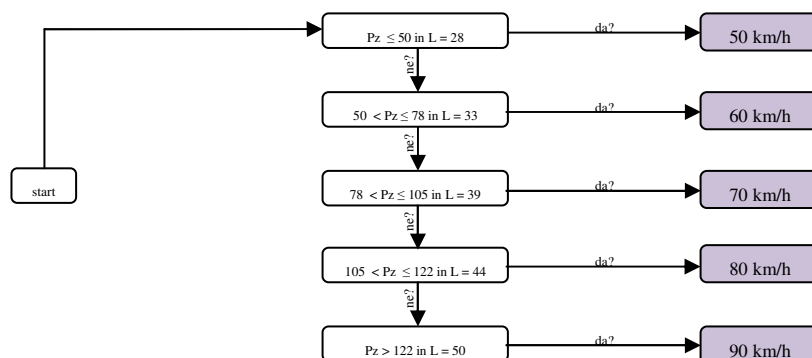 Pz ≤ 50 in L = 28
da?
50 km/h
ne?
50 < Pz ≤ 78 in L = 33
da?
60 km/h
ne?
start
78 < Pz ≤ 105 in L = 39
da?
70 km/h
ne?
105 < Pz ≤ 122 in L = 44
da?
80 km/h
ne?
Pz > 122 in L = 50
da?
90 km/h